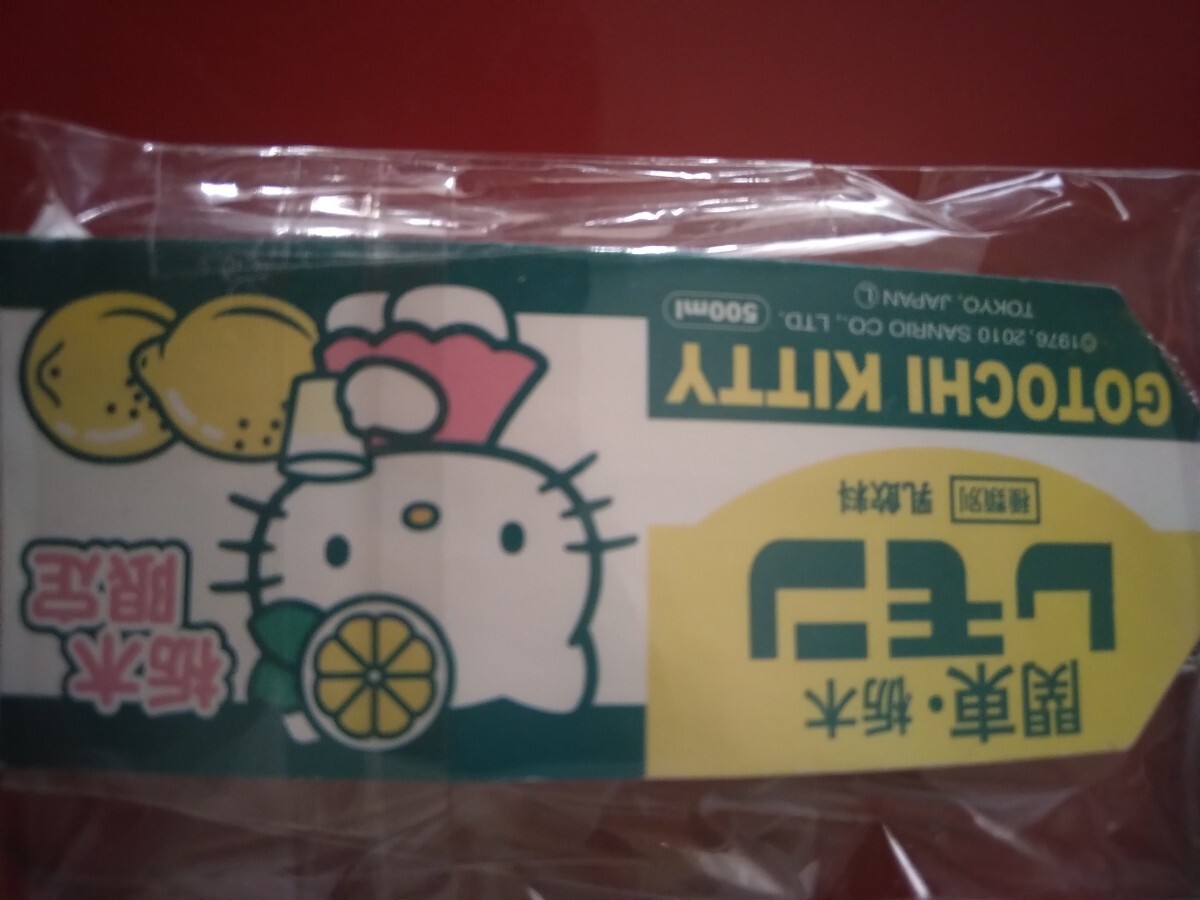 関東・栃木
レモン
種類別 乳飲料
GOTOCHI KITTY
©1976, 2010 SANRIO CO., LTD.
TOKYO, JAPAN Ⓛ
500ml
栃木
限定